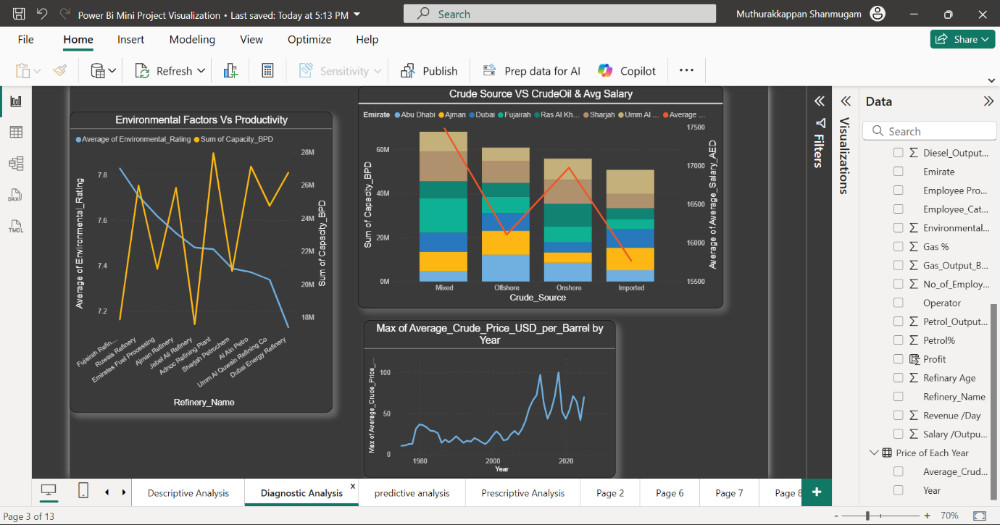 Power Bi Mini Project Visualization • Last saved: Today at 5:13 PM
Search
Muthurakkappan Shanmugam
File
Home
Insert
Modeling
View
Optimize
Help
Share
Refresh
Sensitivity
Publish
Prep data for AI
Copilot
DAX
TMDL
Environmental Factors Vs Productivity
Average of Environmental_Rating
Sum of Capacity_BPD
28M
26M
24M
22M
20M
18M
7.8
7.6
7.4
7.2
Average of Environmental_Rating
Sum of Capacity_BPD
Fujairah Refin...
Ruwais Refinery
Emirates Fuel Processing
Ajman Refinery
Jebel Ali Refinery
Adnoc Refining Plant
Sharjah Petrochem
Al Ain Petro
Umm Al Quwain Refining Co
Dubai Energy Refinery
Refinery_Name
Crude Source VS CrudeOil & Avg Salary
Emirate
Abu Dhabi
Ajman
Dubai
Fujairah
Ras Al Kh...
Sharjah
Umm Al ...
Average ...
60M
40M
20M
0M
Sum of Capacity_BPD
17500
17000
16500
16000
15500
Average of Average_Salary_AED
Mixed
Offshore
Onshore
Imported
Crude_Source
Max of Average_Crude_Price_USD_per_Barrel by
Year
Max of Average_Crude_Price_...
100
50
0
1980
2000
2020
Year
Filters
Visualizations
Data
Search
Diesel_Output...
Emirate
Employee Pro...
Employee_Cat...
Environmental...
Gas %
Gas_Output_B...
No_of_Employ...
Operator
Petrol_Output...
Petrol%
Profit
Refinary Age
Refinery_Name
Revenue /Day
Salary /Outpu...
Price of Each Year
Average_Crud...
Year
Descriptive Analysis
Diagnostic Analysis
x
predictive analysis
Prescriptive Analysis
Page 2
Page 6
Page 7
Page 8
+
Page 3 of 13
- + 70%